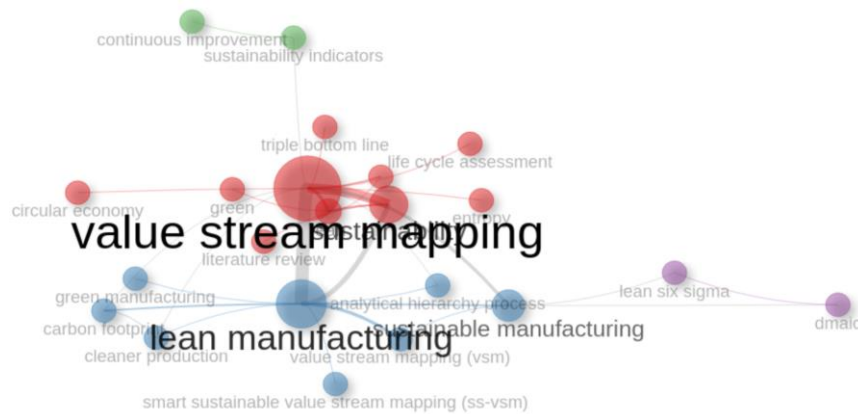 continuous improvement
sustainability indicators
triple bottom line
life cycle assessment
circular economy
green
entropy
value stream mapping
sustainability
literature review
green manufacturing
lean six sigma
analytical hierarchy process
carbon footprint
sustainable manufacturing
dmaic
lean manufacturing
cleaner production
value stream mapping (vsm)
smart sustainable value stream mapping (ss-vsm)